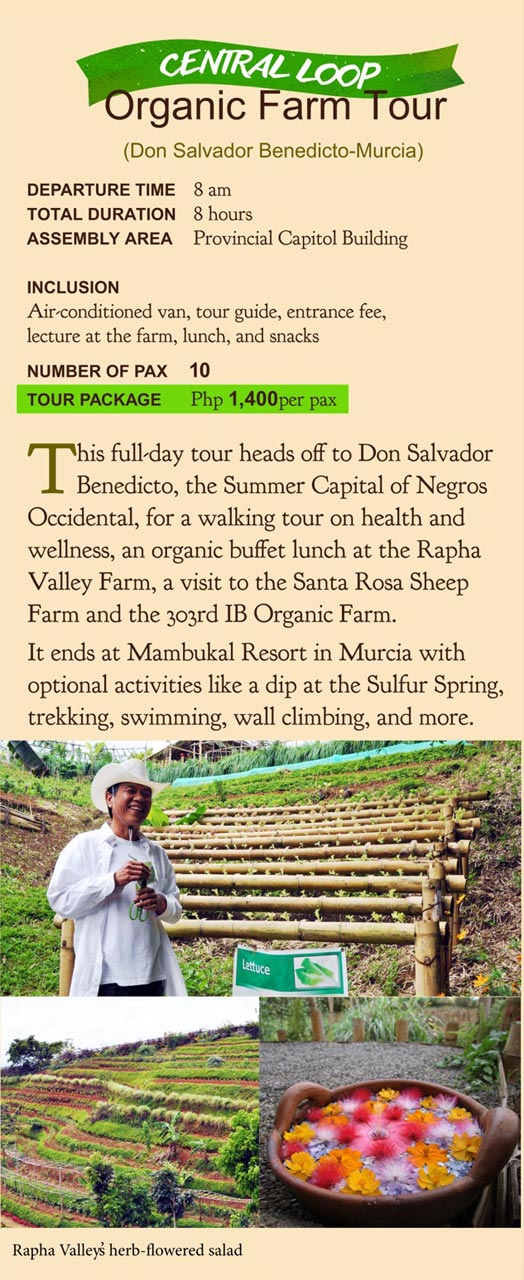 CENTRAL LOOP
Organic Farm Tour
(Don Salvador Benedicto-Murcia)
DEPARTURE TIME 8 am
TOTAL DURATION 8 hours
ASSEMBLY AREA Provincial Capitol Building
INCLUSION
Air-conditioned van, tour guide, entrance fee,
lecture at the farm, lunch, and snacks
NUMBER OF PAX 10
TOUR PACKAGE Php 1,400per pax
This full-day tour heads off to Don Salvador
Benedicto, the Summer Capital of Negros
Occidental, for a walking tour on health and
wellness, an organic buffet lunch at the Rapha
Valley Farm, a visit to the Santa Rosa Sheep
Farm and the 303rd IB Organic Farm.
It ends at Mambukal Resort in Murcia with
optional activities like a dip at the Sulfur Spring,
trekking, swimming, wall climbing, and more.
Lettuce
Rapha Valley's herb-flowered salad